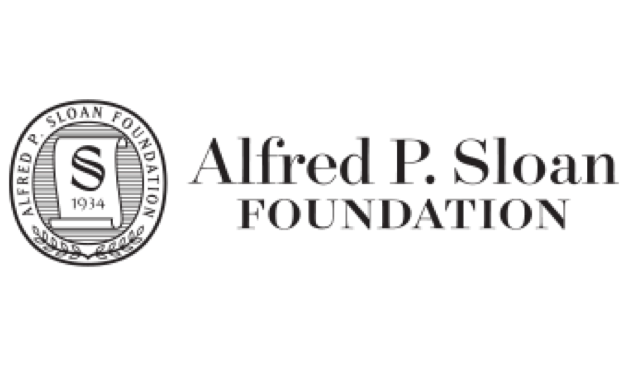 ALFRED P. SLOAN FOUNDATION
S
1934
Alfred P. Sloan
FOUNDATION